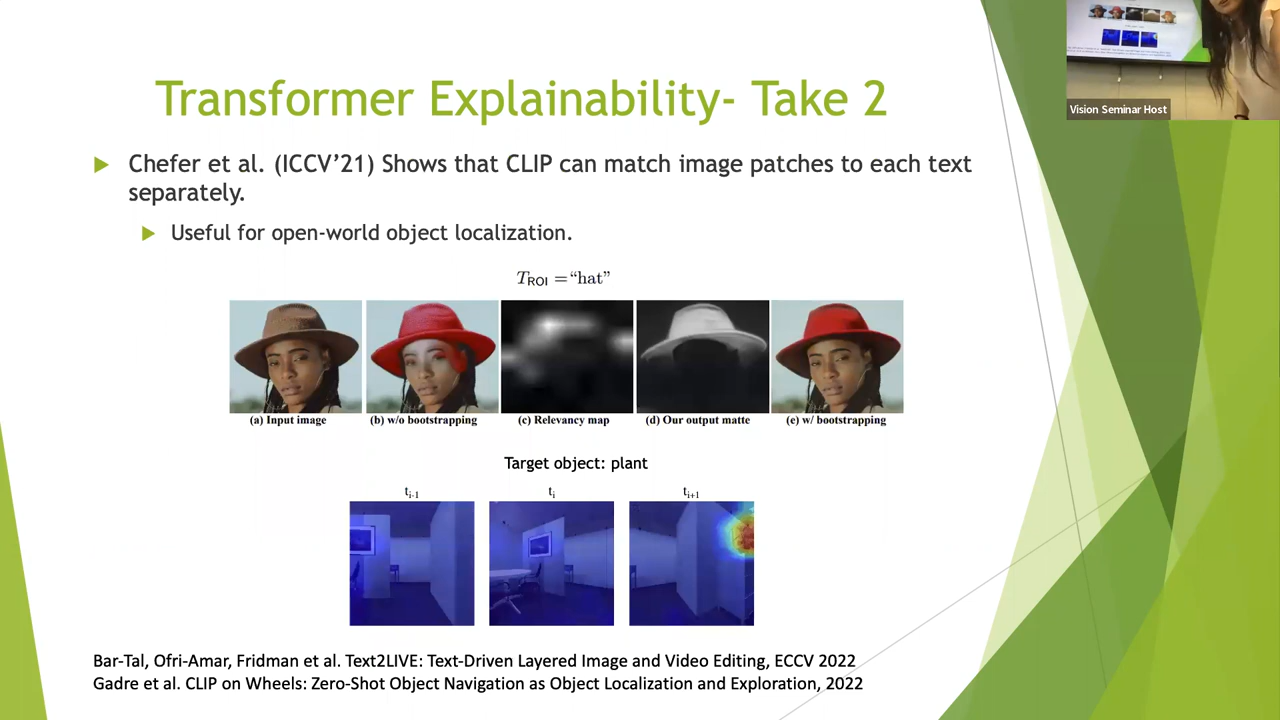 Transformer Explainability- Take 2
Chefer et al. (ICCV’21) Shows that CLIP can match image patches to each text
separately.
Useful for open-world object localization.
T_ROI = “hat”
(a) Input image
(b) w/o bootstrapping
(c) Relevancy map
(d) Our output matte
(e) w/ bootstrapping
Target object: plant
t_i-1
t_i
t_i+1
Bar-Tal, Ofri-Amar, Fridman et al. Text2LIVE: Text-Driven Layered Image and Video Editing, ECCV 2022
Gadre et al. CLIP on Wheels: Zero-Shot Object Navigation as Object Localization and Exploration, 2022
Vision Seminar Host